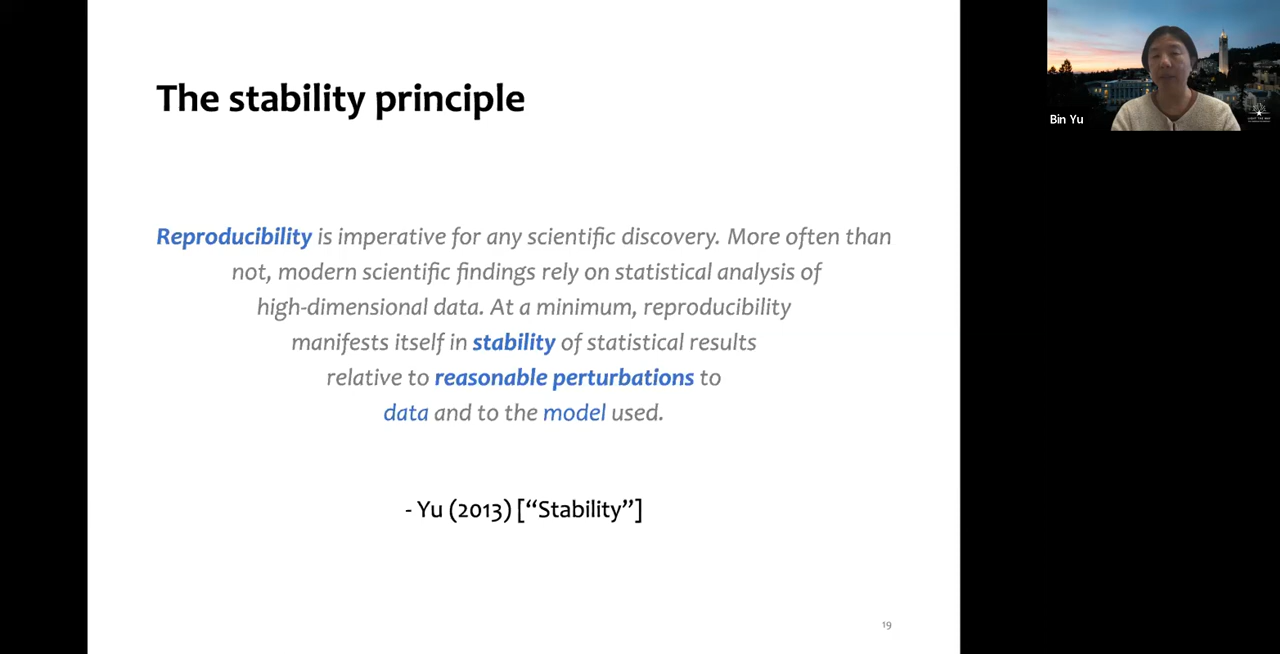 The stability principle
Reproducibility is imperative for any scientific discovery. More often than
not, modern scientific findings rely on statistical analysis of
high-dimensional data. At a minimum, reproducibility
manifests itself in stability of statistical results
relative to reasonable perturbations to
data and to the model used.
- Yu (2013) [“Stability”]
19
Bin Yu